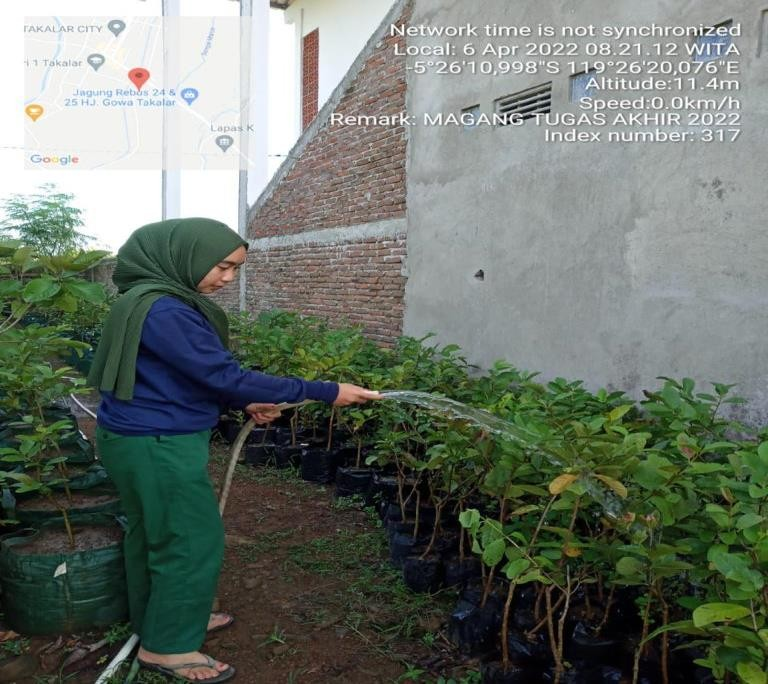 TAKALAR CITY
i 1 Takalar
Jagung Rebus 24 &
25 HJ. Gowa Takalar
Lapas K
Google
Network time is not synchronized
Local: 6 Apr 2022 08.21.12 WITA
-5°26'10,998"S 119°26'20,076"E
Altitude:11.4m
Speed:0.0km/h
Remark: MAGANG TUGAS AKHIR 2022
Index number: 317